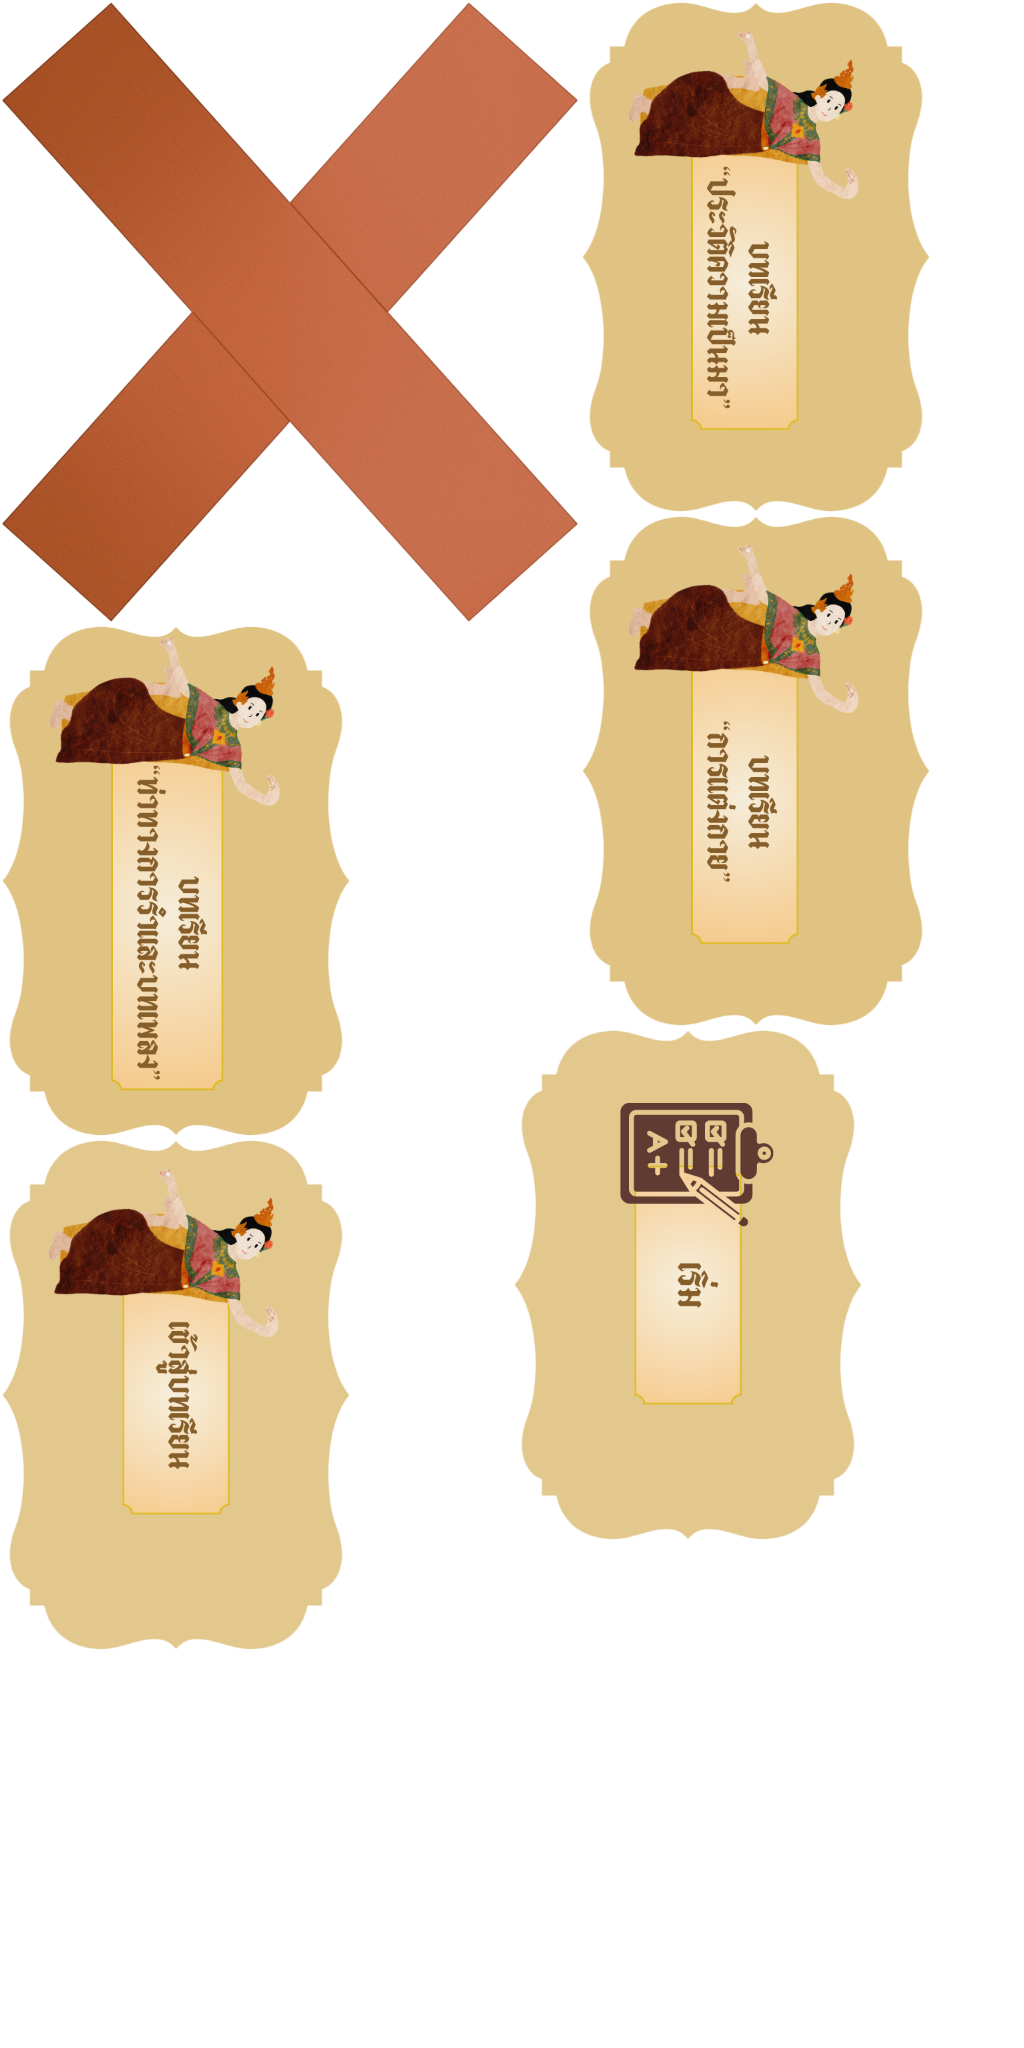 บทเรียน
“ประวัติความเป็นมา”
บทเรียน
“การแต่งกาย”
บทเรียน
“ท่าทางการรำและบทเพลง”
A+
เริ่ม
เข้าสู่บทเรียน